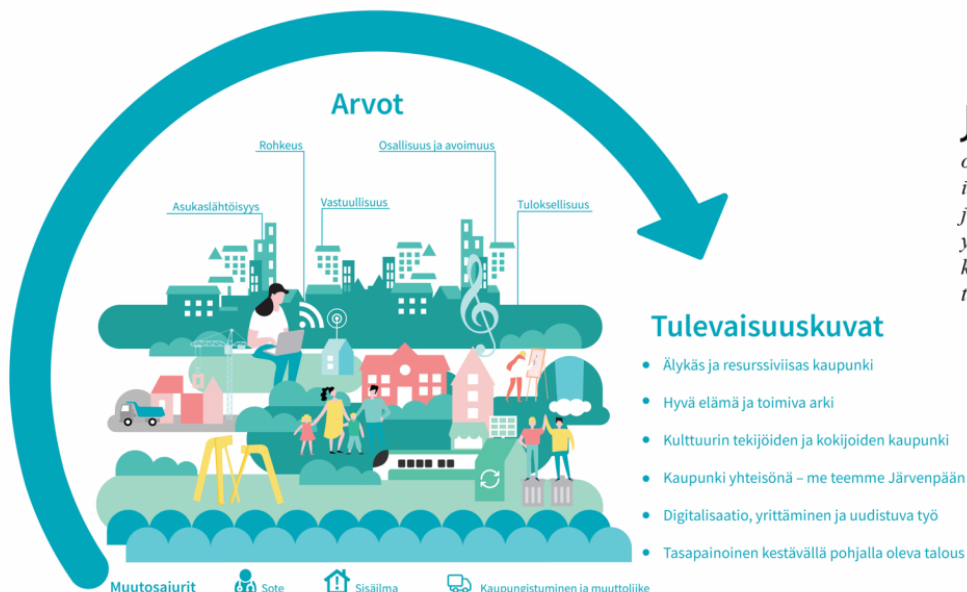 Arvot
Rohkeus
Osallisuus ja avoimuus
Asukaslähtöisyys
Vastuullisuus
Tuloksellisuus
Tulevaisuuskuvat
• Älykäs ja resurssiviisas kaupunki
• Hyvä elämä ja toimiva arki
• Kulttuurin tekijöiden ja kokijoiden kaupunki
• Kaupunki yhteisönä – me teemme Järvenpään
• Digitalisaatio, yrittäminen ja uudistuva työ
• Tasapainoinen kestävällä pohjalla oleva talous
Muutosajurit
Sote
Sisäilma
Kaupungistuminen ja muuttoliike